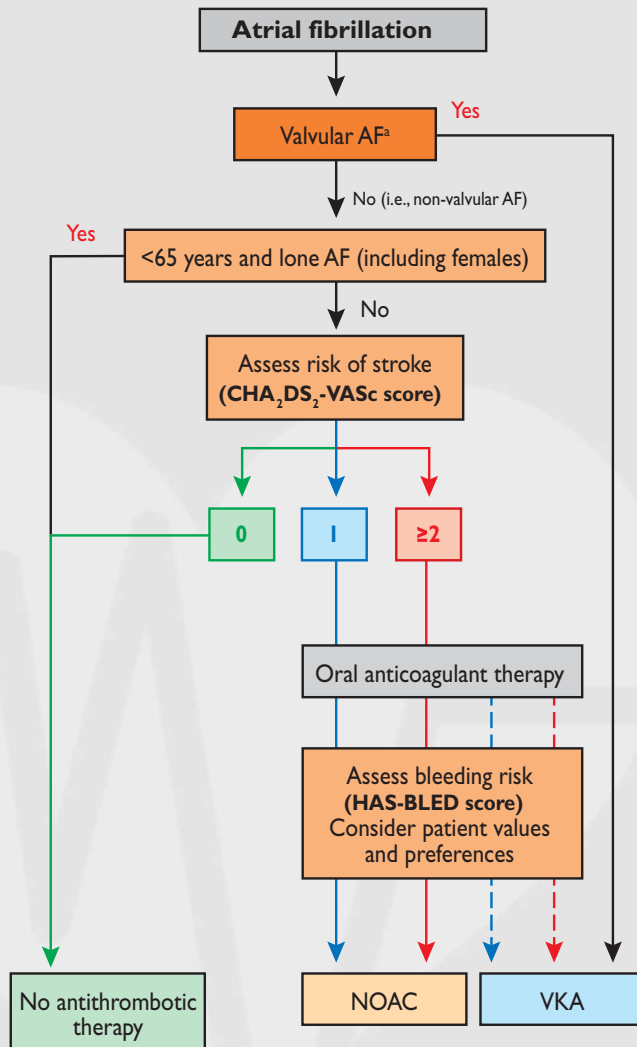 Atrial fibrillation
Yes
Valvular AFᵃ
No (i.e., non-valvular AF)
Yes
<65 years and lone AF (including females)
No
Assess risk of stroke
(CHA₂DS₂-VASc score)
0
1
≥2
Oral anticoagulant therapy
Assess bleeding risk
(HAS-BLED score)
Consider patient values
and preferences
No antithrombotic
therapy
NOAC
VKA